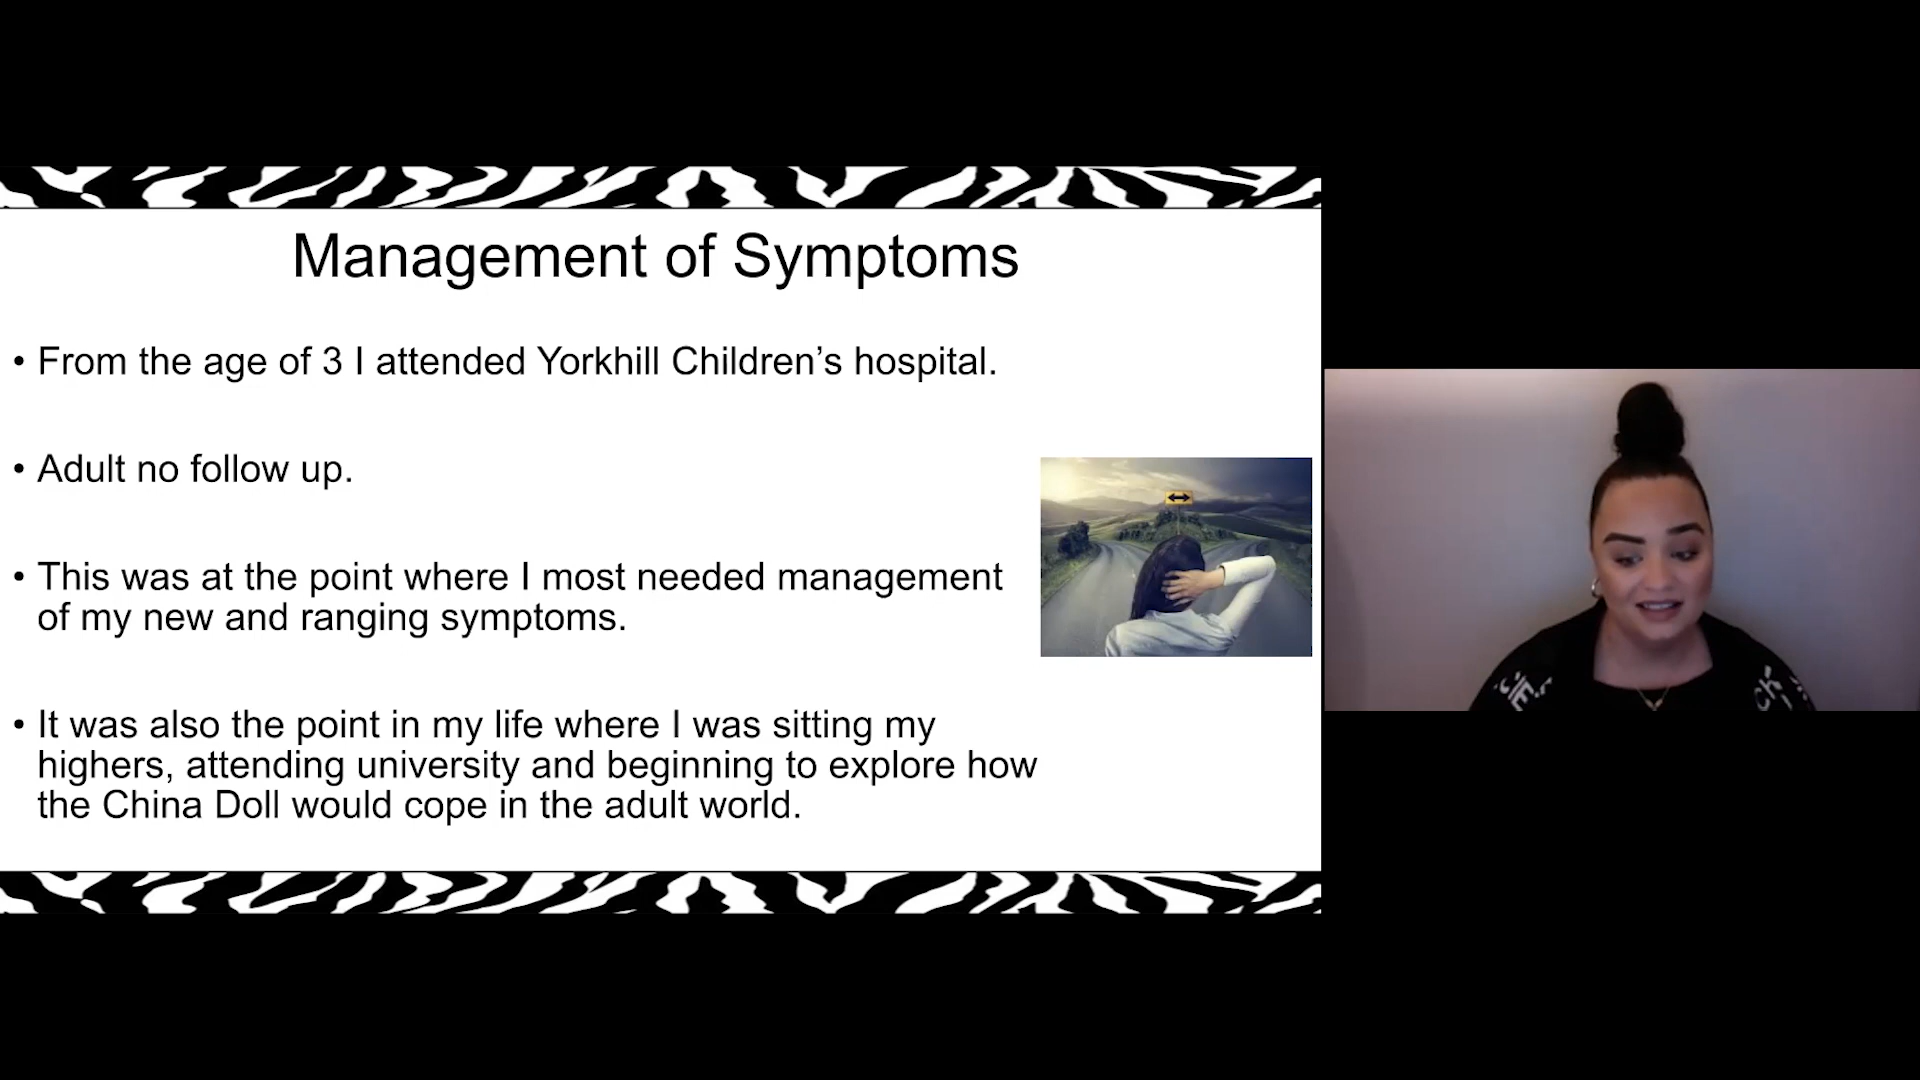 Management of Symptoms
• From the age of 3 I attended Yorkhill Children’s hospital.
• Adult no follow up.
• This was at the point where I most needed management
of my new and ranging symptoms.
• It was also the point in my life where I was sitting my
highers, attending university and beginning to explore how
the China Doll would cope in the adult world.